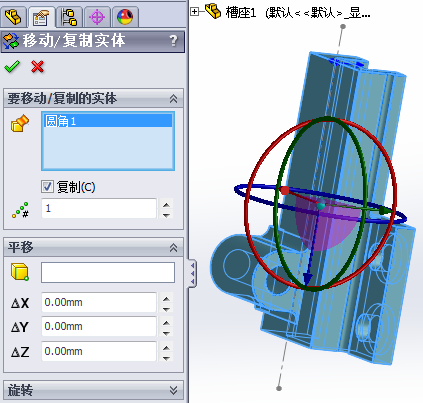 槽座1 (默认<<默认>_显...
移动/复制实体
?
要移动/复制的实体
圆角1
复制(C)
#
1
平移
ΔX 0.00mm
ΔY 0.00mm
ΔZ 0.00mm
旋转